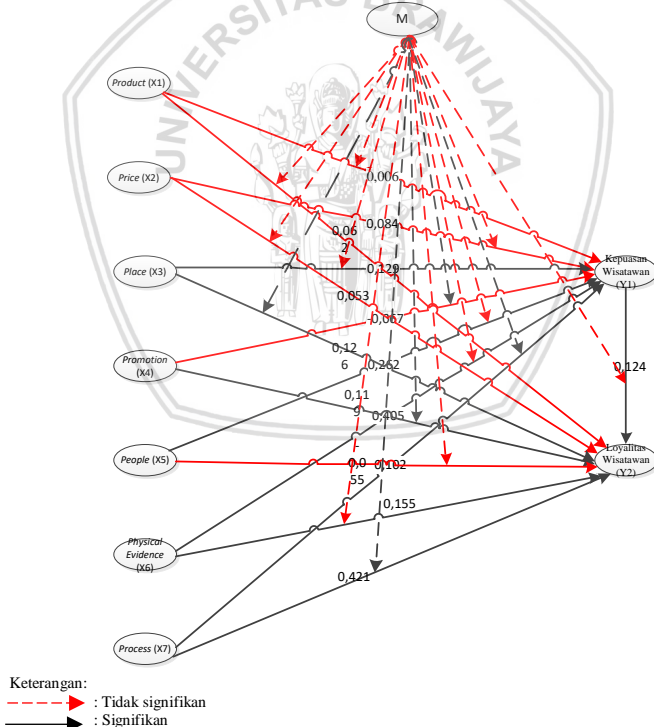 UNIVERSITAS BRAWIJAYA
M
Product (X1)
0,006
Price (X2)
0,084
0,06
2
Kepuasan
Wisatawan
(Y1)
Place (X3)
0,129
0,053
-0,067
0,12
6
0,262
0,124
Promotion
(X4)
0,11
9
0,405
People (X5)
Loyalitas
Wisatawan
(Y2)
-
0,0
55
0,102
0,155
Physical
Evidence
(X6)
0,421
Process (X7)
Keterangan:
: Tidak signifikan
: Signifikan